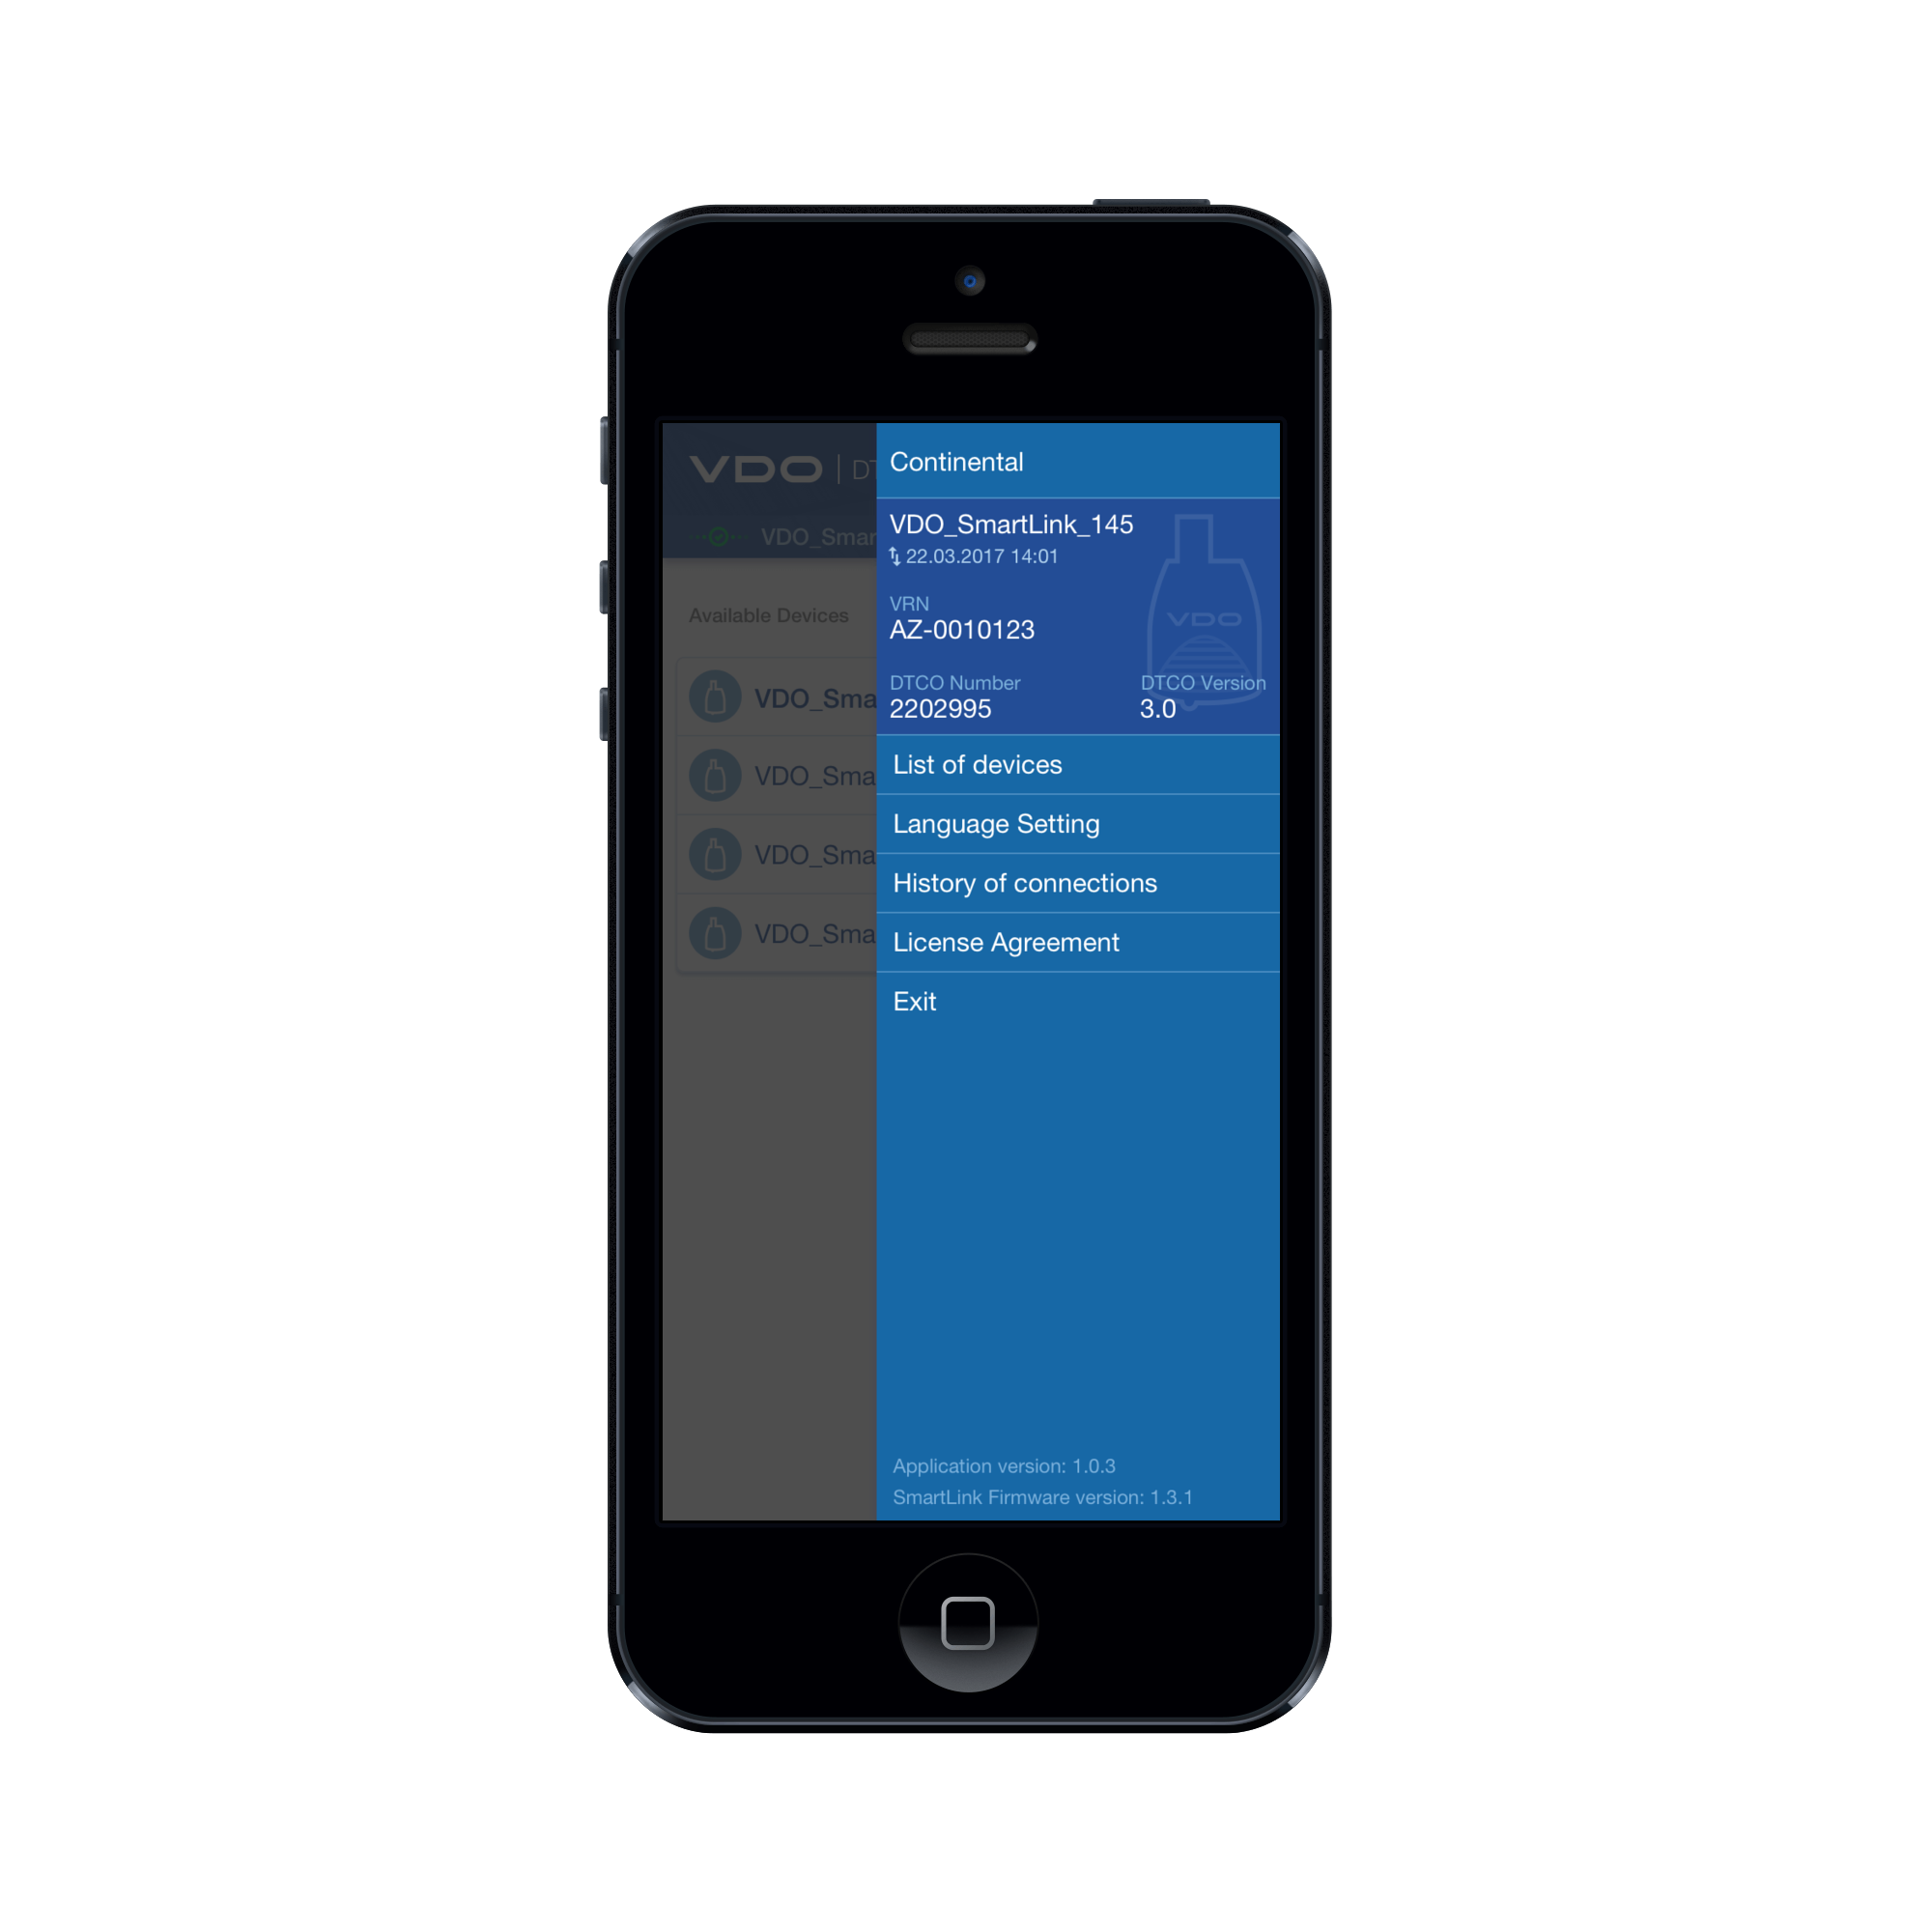 VDO
VDO_Smar
Available Devices
VDO_Sma
VDO_Sma
VDO_Sma
VDO_Sma
Continental
VDO_SmartLink_145
22.03.2017 14:01
VDO
VRN
AZ-0010123
DTCO Number DTCO Version
2202995 3.0
List of devices
Language Setting
History of connections
License Agreement
Exit
Application version: 1.0.3
SmartLink Firmware version: 1.3.1